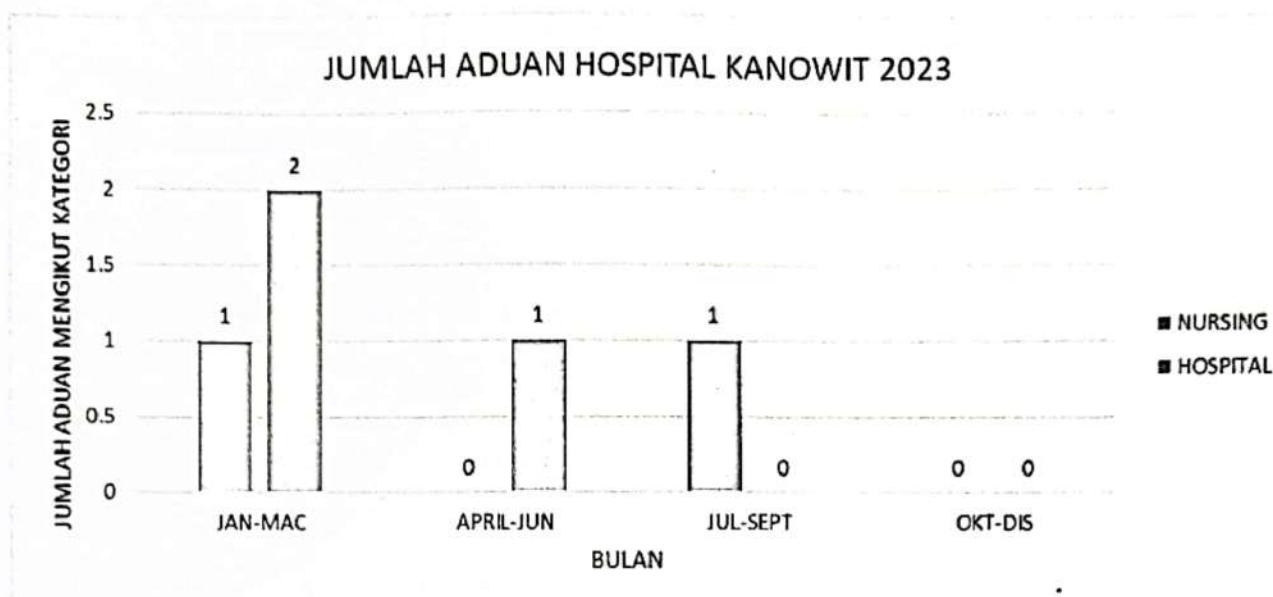 JUMLAH ADUAN HOSPITAL KANOWIT 2023
JUMLAH ADUAN MENGIKUT KATEGORI
2.5
2
1.5
1
0.5
0
1
2
0
1
1
0
0
0
JAN-MAC
APRIL-JUN
JUL-SEPT
OKT-DIS
BULAN
NURSING
HOSPITAL